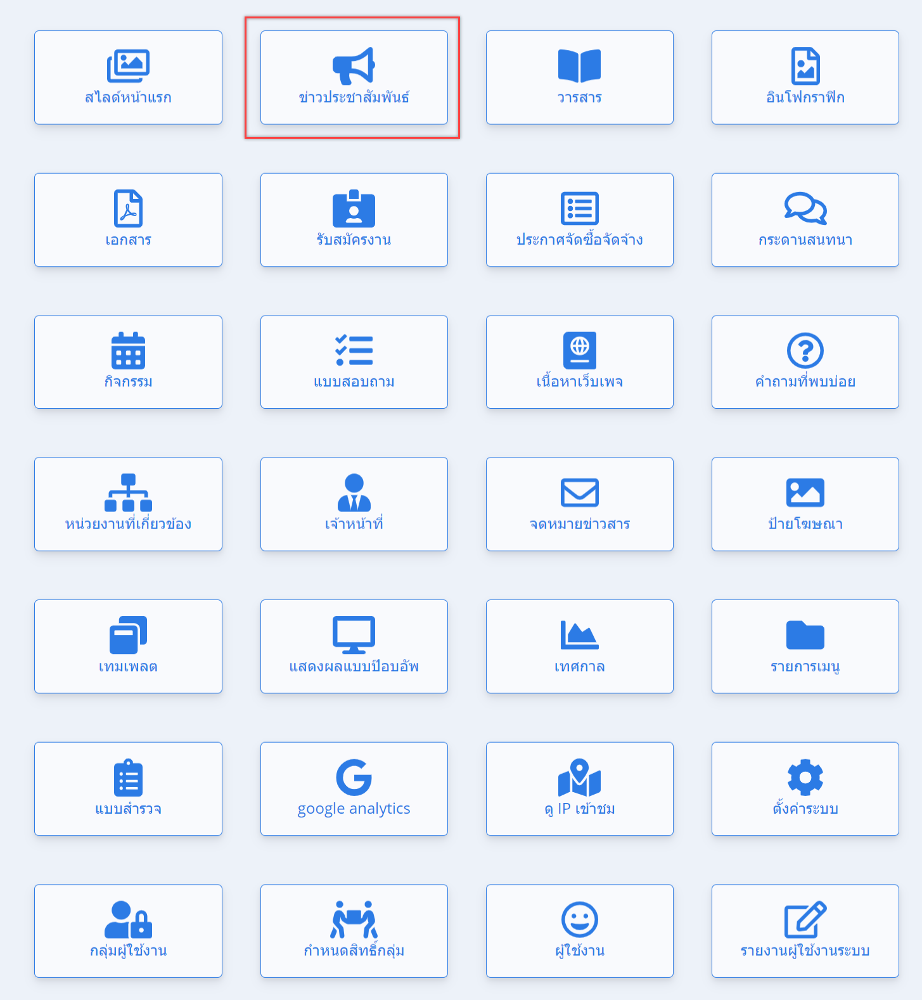 สไลด์หน้าแรก
ข่าวประชาสัมพันธ์
วารสาร
อินโฟกราฟิก
เอกสาร
รับสมัครงาน
ประกาศจัดซื้อจัดจ้าง
กระดานสนทนา
กิจกรรม
แบบสอบถาม
เนื้อหาเว็บเพจ
คำถามที่พบบ่อย
หน่วยงานที่เกี่ยวข้อง
เจ้าหน้าที่
จดหมายข่าวสาร
ป้ายโฆษณา
เทมเพลต
แสดงผลแบบป๊อบอัพ
เทศกาล
รายการเมนู
แบบสำรวจ
google analytics
ดู IP เข้าชม
ตั้งค่าระบบ
กลุ่มผู้ใช้งาน
กำหนดสิทธิ์กลุ่ม
ผู้ใช้งาน
รายงานผู้ใช้งานระบบ